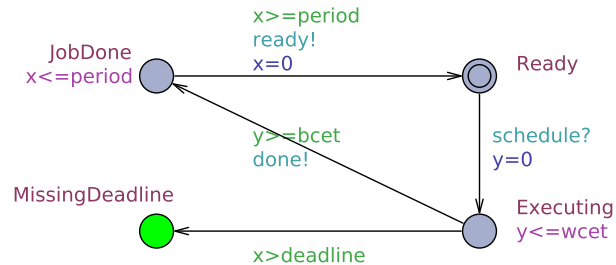 x>=period
ready!
x=0
JobDone
x<=period
Ready
y>=bcet
done!
schedule?
y=0
MissingDeadline
Executing
y<=wcet
x>deadline